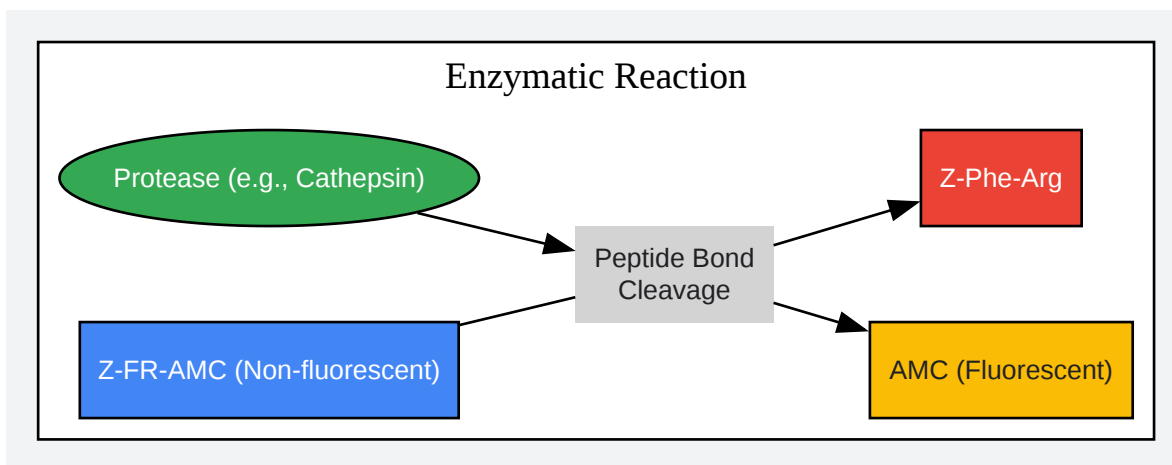 Enzymatic Reaction
Protease (e.g., Cathepsin)
Z-Phe-Arg
Peptide Bond
Cleavage
Z-FR-AMC (Non-fluorescent)
AMC (Fluorescent)